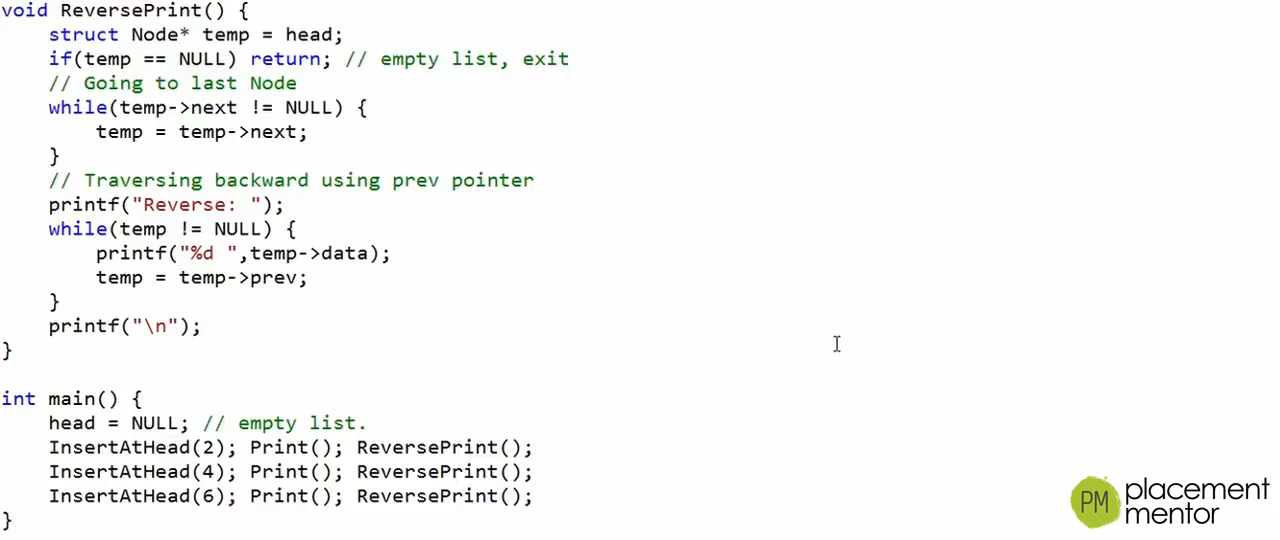 void ReversePrint() {
    struct Node* temp = head;
    if(temp == NULL) return; // empty list, exit
    // Going to last Node
    while(temp->next != NULL) {
        temp = temp->next;
    }
    // Traversing backward using prev pointer
    printf("Reverse: ");
    while(temp != NULL) {
        printf("%d ",temp->data);
        temp = temp->prev;
    }
    printf("\n");
}

int main() {
    head = NULL; // empty list.
    InsertAtHead(2); Print(); ReversePrint();
    InsertAtHead(4); Print(); ReversePrint();
    InsertAtHead(6); Print(); ReversePrint();
}
PM
placement
mentor